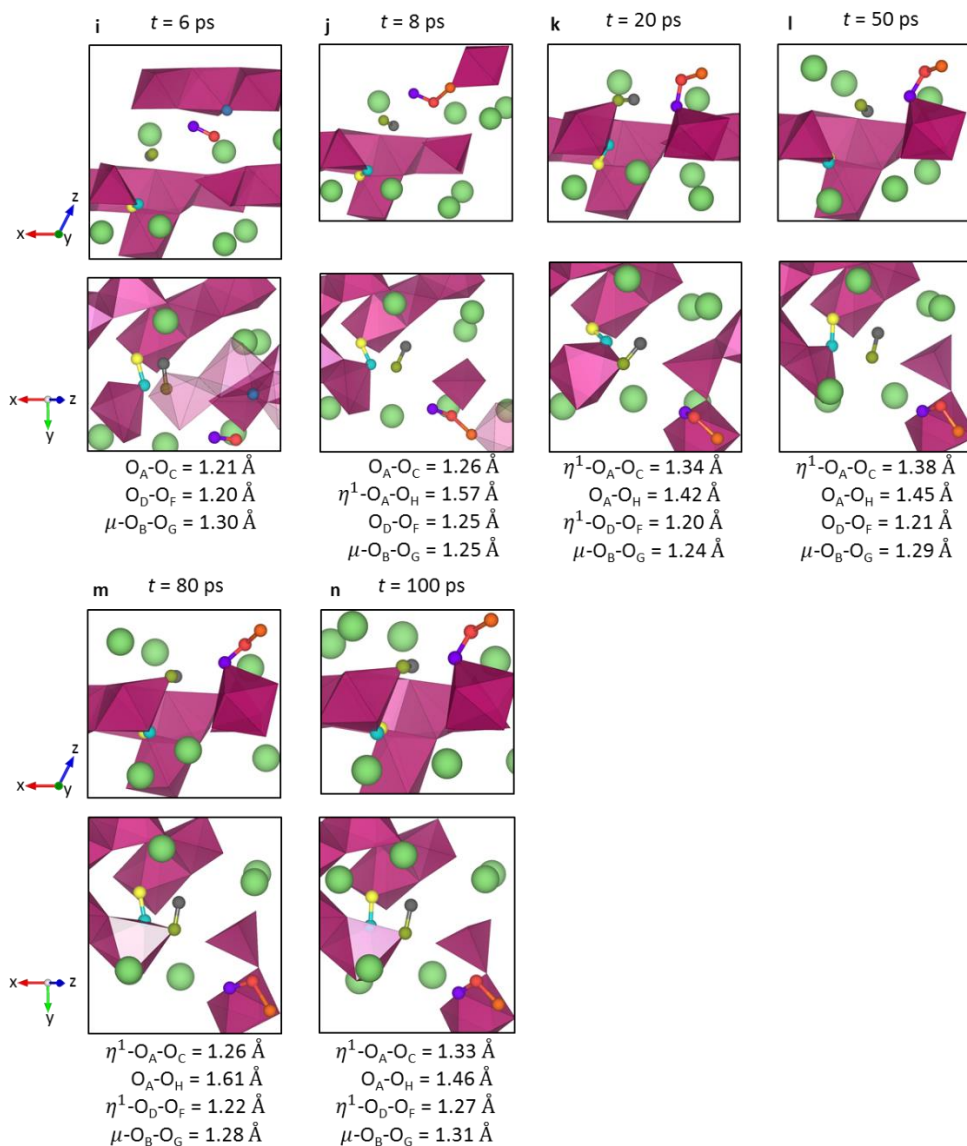 i t = 6 ps
j t = 8 ps
k t = 20 ps
l t = 50 ps
z
x
y
x
z
y
O_A-O_C = 1.21 Å
O_D-O_F = 1.20 Å
μ-O_B-O_G = 1.30 Å
O_A-O_C = 1.26 Å
η¹-O_A-O_H = 1.57 Å
O_D-O_F = 1.25 Å
μ-O_B-O_G = 1.25 Å
η¹-O_A-O_C = 1.34 Å
O_A-O_H = 1.42 Å
η¹-O_D-O_F = 1.20 Å
μ-O_B-O_G = 1.24 Å
η¹-O_A-O_C = 1.38 Å
O_A-O_H = 1.45 Å
O_D-O_F = 1.21 Å
μ-O_B-O_G = 1.29 Å
m t = 80 ps
n t = 100 ps
z
x
y
x
z
y
η¹-O_A-O_C = 1.26 Å
O_A-O_H = 1.61 Å
η¹-O_D-O_F = 1.22 Å
μ-O_B-O_G = 1.28 Å
η¹-O_A-O_C = 1.33 Å
O_A-O_H = 1.46 Å
η¹-O_D-O_F = 1.27 Å
μ-O_B-O_G = 1.31 Å